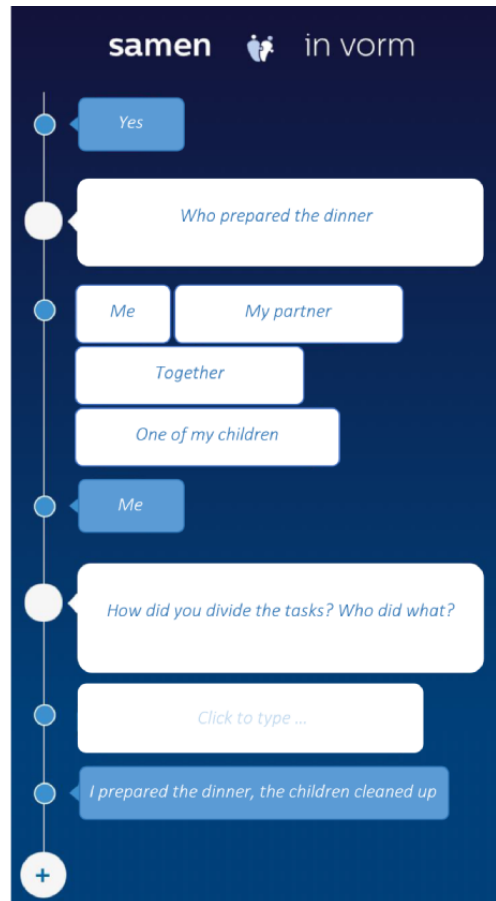 samen in vorm
Yes
Who prepared the dinner
Me
My partner
Together
One of my children
Me
How did you divide the tasks? Who did what?
Click to type ...
I prepared the dinner, the children cleaned up
+